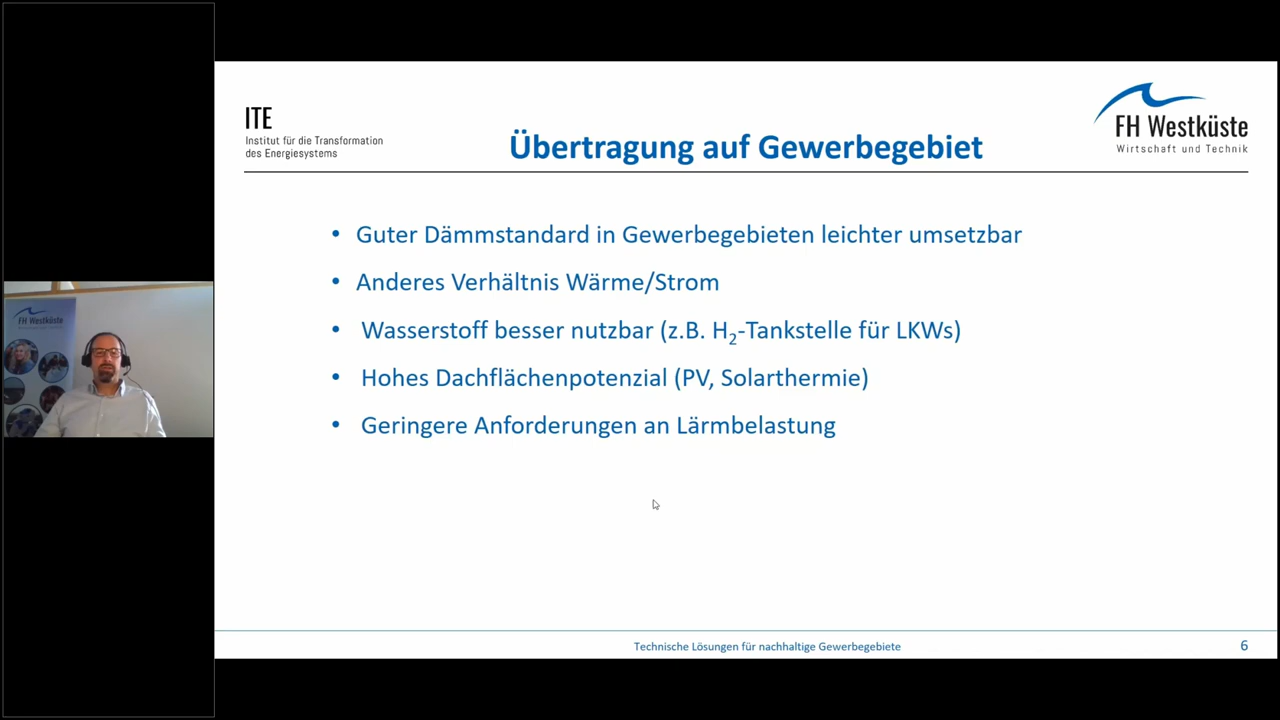 ITE
Institut für die Transformation
des Energiesystems
Übertragung auf Gewerbegebiet
FH Westküste
Wirtschaft und Technik
• Guter Dämmstandard in Gewerbegebieten leichter umsetzbar
• Anderes Verhältnis Wärme/Strom
• Wasserstoff besser nutzbar (z.B. H₂-Tankstelle für LKWs)
• Hohes Dachflächenpotenzial (PV, Solarthermie)
• Geringere Anforderungen an Lärmbelastung
FH Westküste
Technische Lösungen für nachhaltige Gewerbegebiete
6